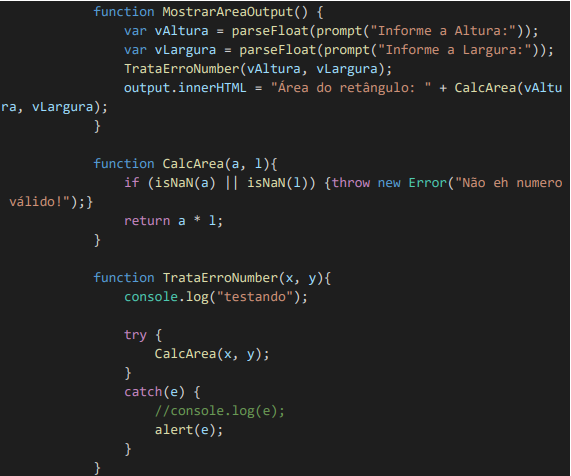 function MostrarAreaOutput() {
var vAltura = parseFloat(prompt("Informe a Altura:"));
var vLargura = parseFloat(prompt("Informe a Largura:"));
TrataErroNumber(vAltura, vLargura);
output.innerHTML = "Área do retângulo: " + CalcArea(vAltu
ra, vLargura);
}
function CalcArea(a, l){
if (isNaN(a) || isNaN(l)) {throw new Error("Não eh numero
válido!");}
return a * l;
}
function TrataErroNumber(x, y){
console.log("testando");
try {
CalcArea(x, y);
}
catch(e) {
//console.log(e);
alert(e);
}
}